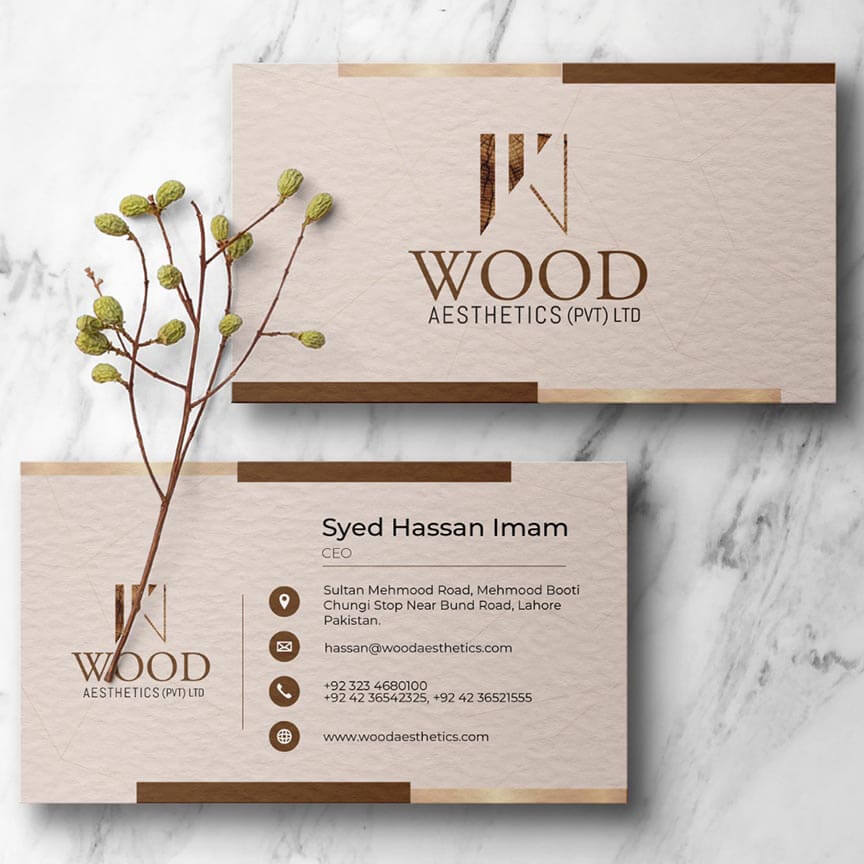 WOOD
AESTHETICS (PVT) LTD
Syed Hassan Imam
CEO
Sultan Mehmood Road, Mehmood Booti
Chungi Stop Near Bund Road, Lahore
Pakistan.
hassan@woodaesthetics.com
+92 323 4680100
+92 42 36542325, +92 42 36521555
www.woodaesthetics.com
WOOD
AESTHETICS (PVT) LTD